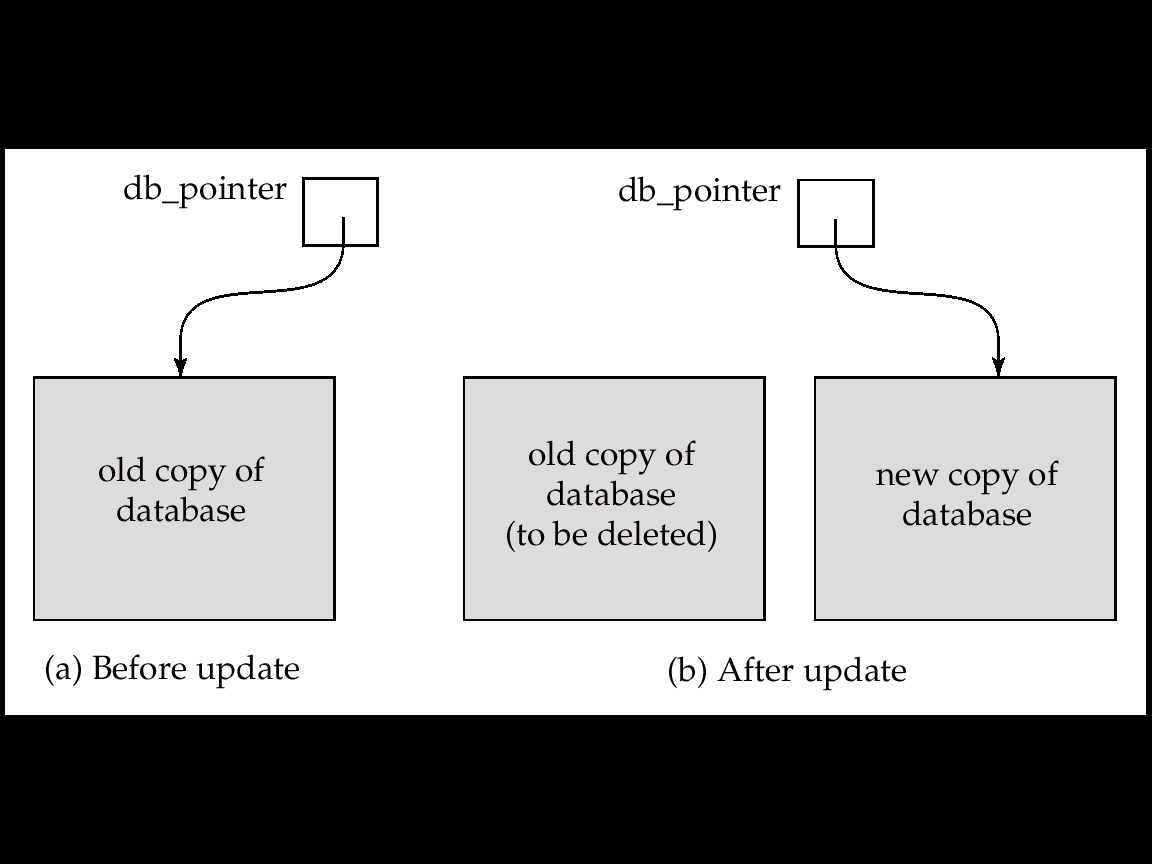 db_pointer
old copy of
database
(a) Before update
db_pointer
old copy of
database
(to be deleted)
new copy of
database
(b) After update